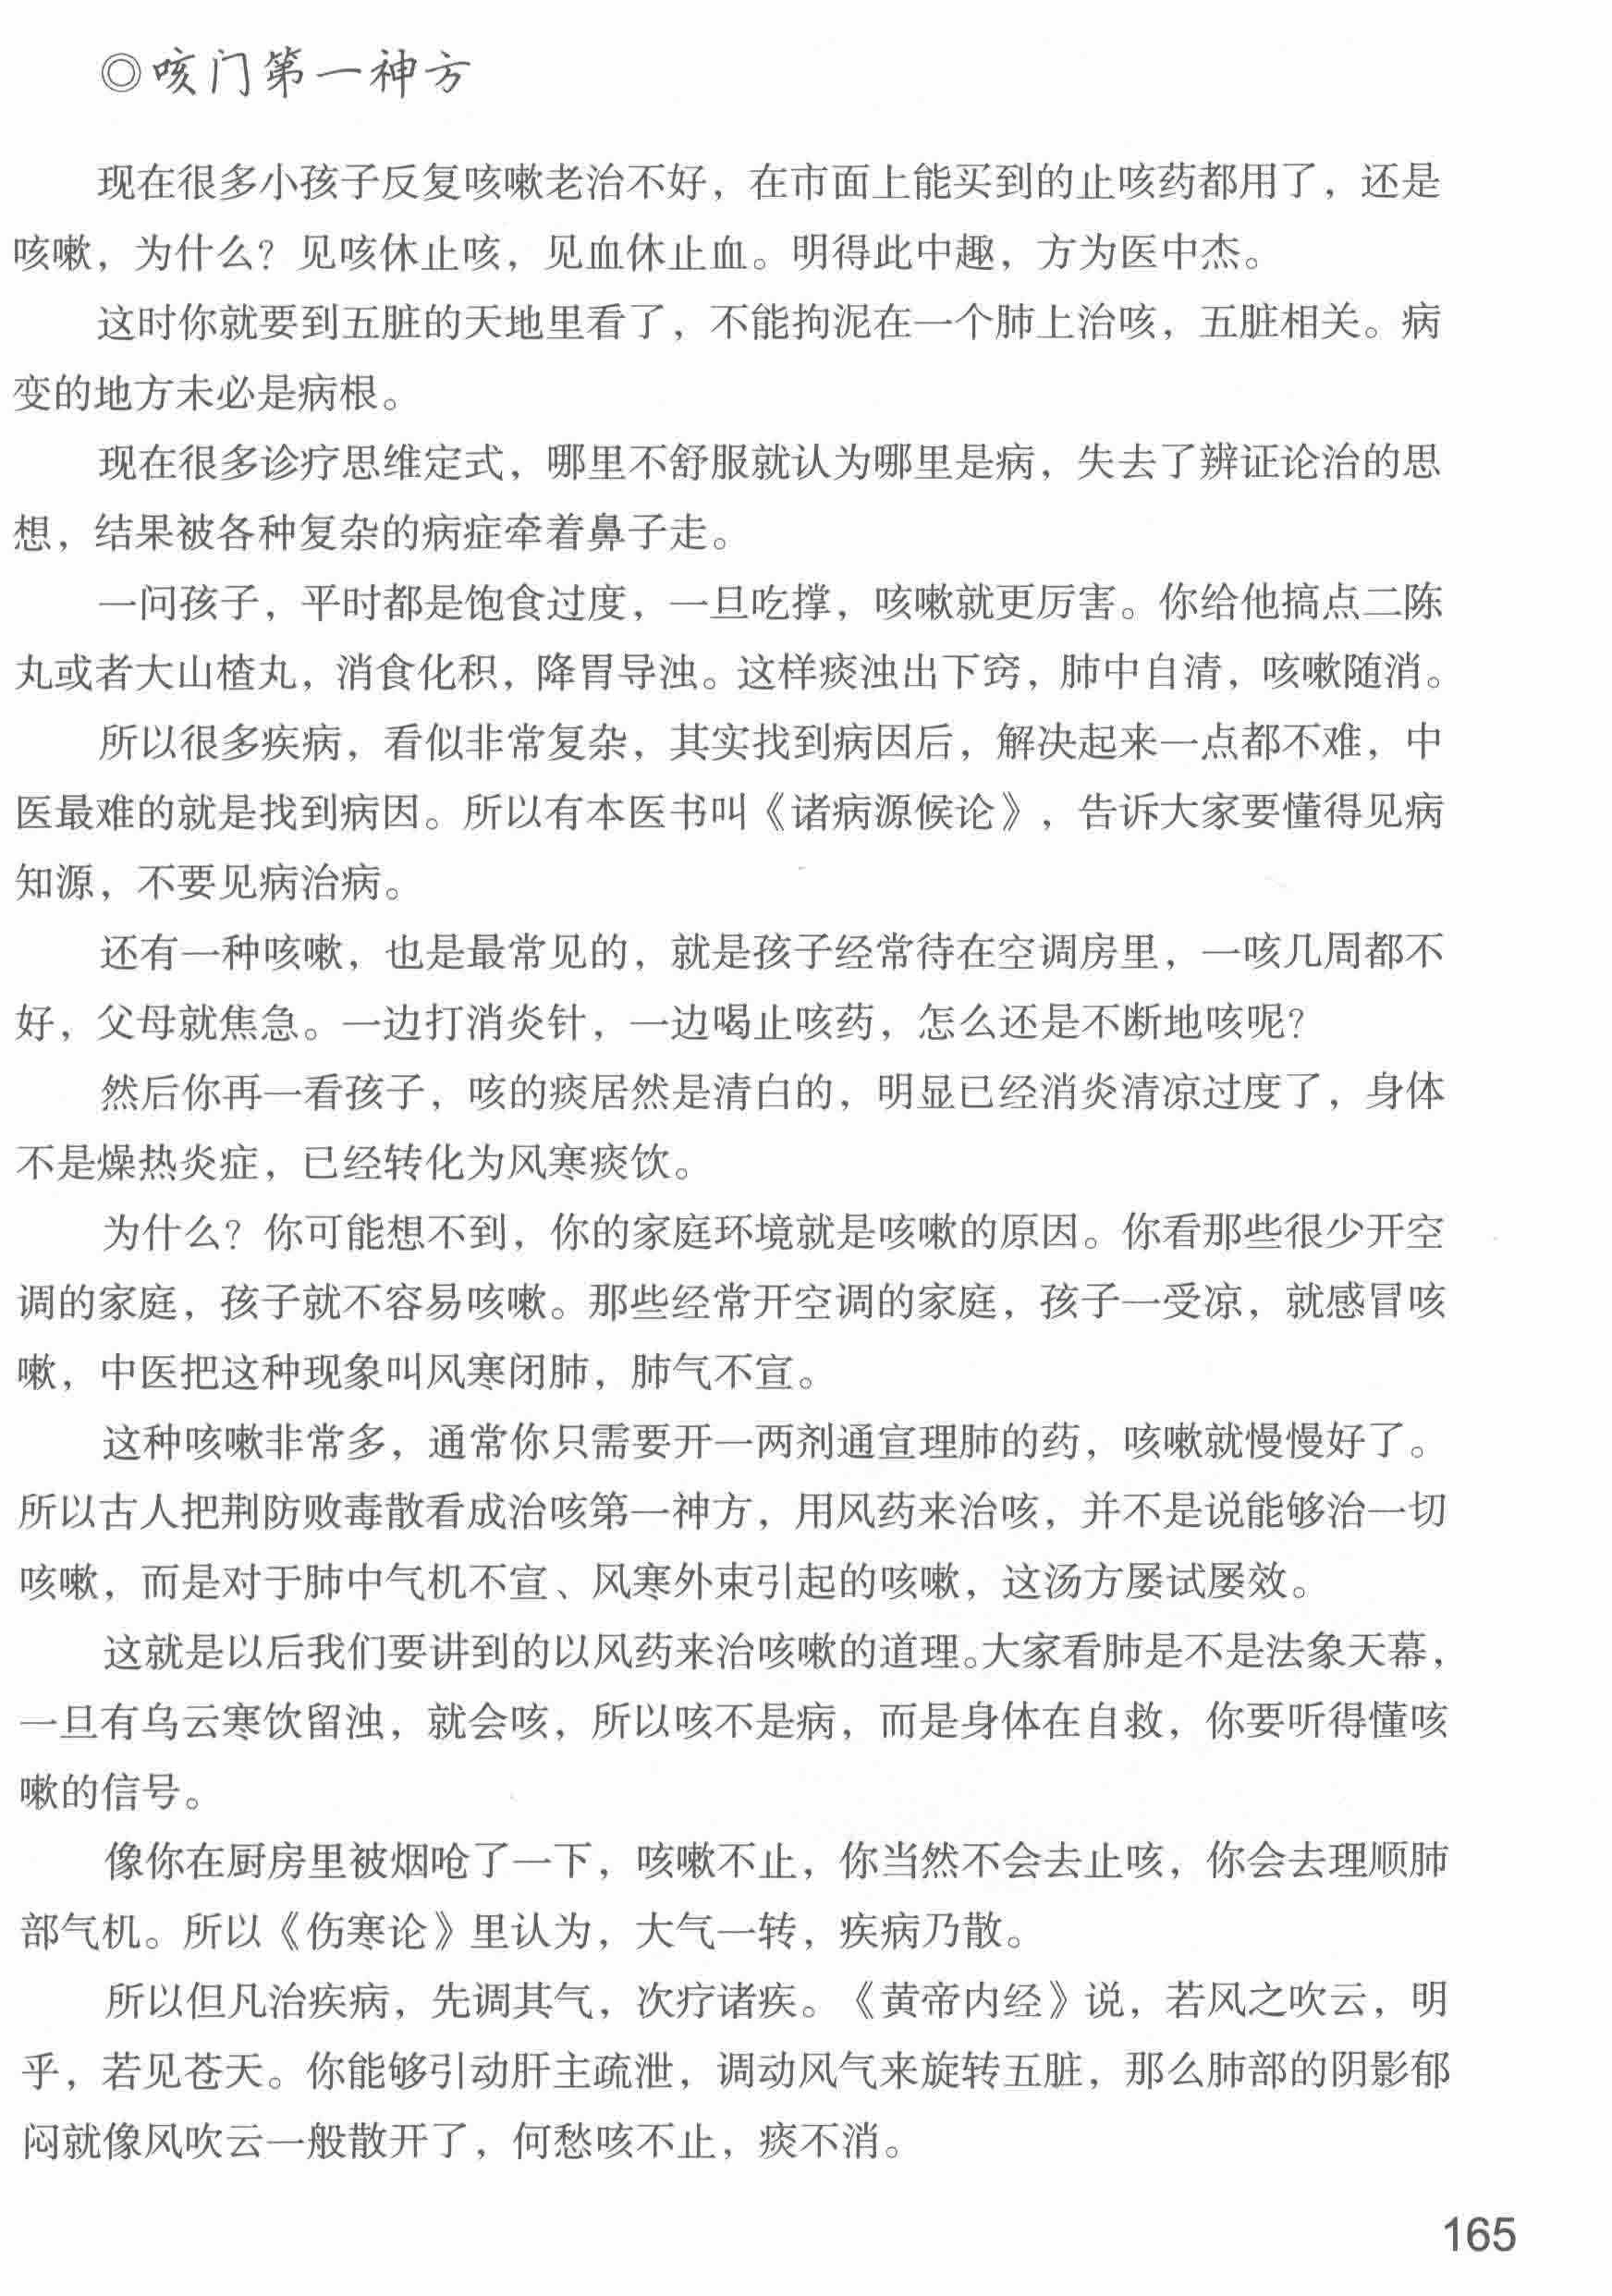 ◎咳门第一神方
现在很多小孩子反复咳嗽老治不好，在市面上能买到的止咳药都用了，还是
咳嗽，为什么？见咳休止咳，见血休止血。明得此中趣，方为医中杰。
这时你就要到五脏的天地里看了，不能拘泥在一个肺上治咳，五脏相关。病
变的地方未必是病根。
现在很多诊疗思维定式，哪里不舒服就认为哪里是病，失去了辨证论治的思
想，结果被各种复杂的病症牵着鼻子走。
一问孩子，平时都是饱食过度，一旦吃撑，咳嗽就更厉害。你给他搞点二陈
丸或者大山楂丸，消食化积，降胃导浊。这样痰浊出下窍，肺中自清，咳嗽随消。
所以很多疾病，看似非常复杂，其实找到病因后，解决起来一点都不难，中
医最难的就是找到病因。所以有本医书叫《诸病源候论》，告诉大家要懂得见病
知源，不要见病治病。
还有一种咳嗽，也是最常见的，就是孩子经常待在空调房里，一咳几周都不
好，父母就焦急。一边打消炎针，一边喝止咳药，怎么还是不断地咳呢？
然后你再一看孩子，咳的痰居然是清白的，明显已经消炎清凉过度了，身体
不是燥热炎症，已经转化为风寒痰饮。
为什么？你可能想不到，你的家庭环境就是咳嗽的原因。你看那些很少开空
调的家庭，孩子就不容易咳嗽。那些经常开空调的家庭，孩子一受凉，就感冒咳
嗽，中医把这种现象叫风寒闭肺，肺气不宣。
这种咳嗽非常多，通常你只需要开一两剂通宣理肺的药，咳嗽就慢慢好了。
所以古人把荆防败毒散看成治咳第一神方，用风药来治咳，并不是说能够治一切
咳嗽，而是对于肺中气机不宣、风寒外束引起的咳嗽，这汤方屡试屡效。
这就是以后我们要讲到的以风药来治咳嗽的道理。大家看肺是不是法象天幕，
一旦有乌云寒饮留浊，就会咳，所以咳不是病，而是身体在自救，你要听得懂咳
嗽的信号。
像你在厨房里被烟呛了一下，咳嗽不止，你当然不会去止咳，你会去理顺肺
部气机。所以《伤寒论》里认为，大气一转，疾病乃散。
所以但凡治疾病，先调其气，次疗诸疾。《黄帝内经》说，若风之吹云，明
乎，若见苍天。你能够引动肝主疏泄，调动风气来旋转五脏，那么肺部的阴影郁
闷就像风吹云一般散开了，何愁咳不止，痰不消。
165